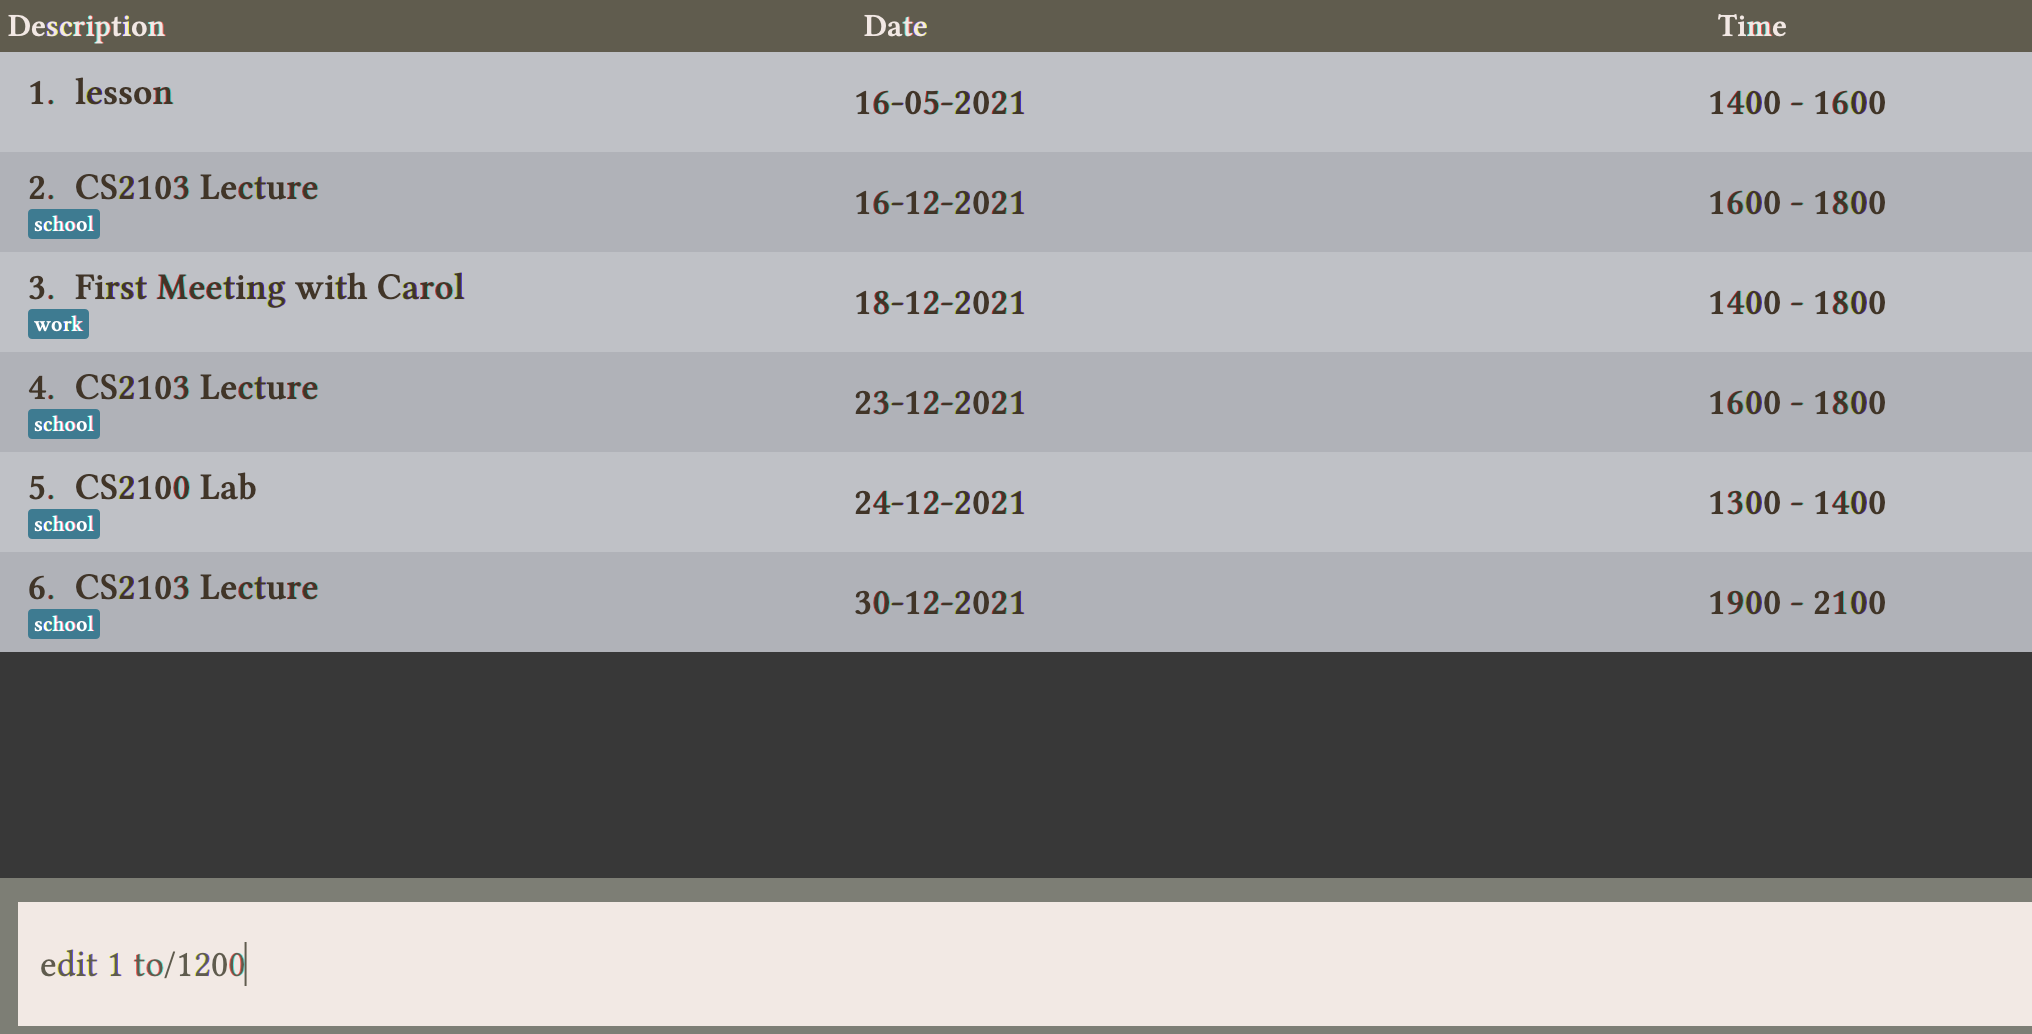 Description Date Time
1. lesson 16-05-2021 1400 - 1600
2. CS2103 Lecture 16-12-2021 1600 - 1800
school
3. First Meeting with Carol 18-12-2021 1400 - 1800
work
4. CS2103 Lecture 23-12-2021 1600 - 1800
school
5. CS2100 Lab 24-12-2021 1300 - 1400
school
6. CS2103 Lecture 30-12-2021 1900 - 2100
school
edit 1 to/1200